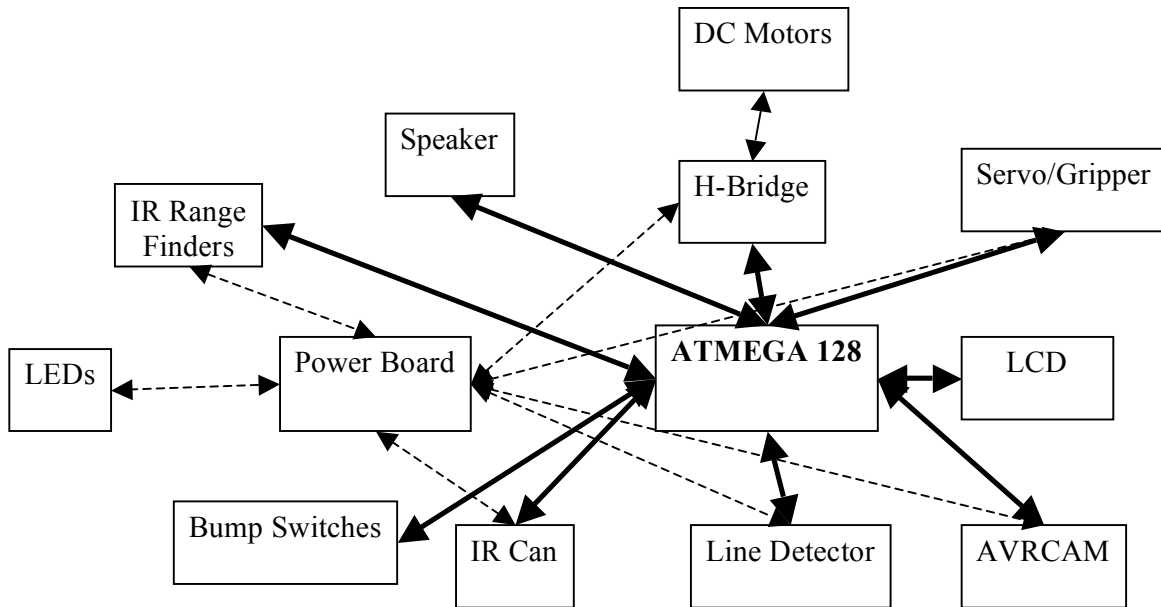 DC Motors
Speaker
H-Bridge
Servo/Gripper
IR Range
Finders
Power Board
ATMEGA 128
LCD
LEDs
Bump Switches
IR Can
Line Detector
AVRCAM